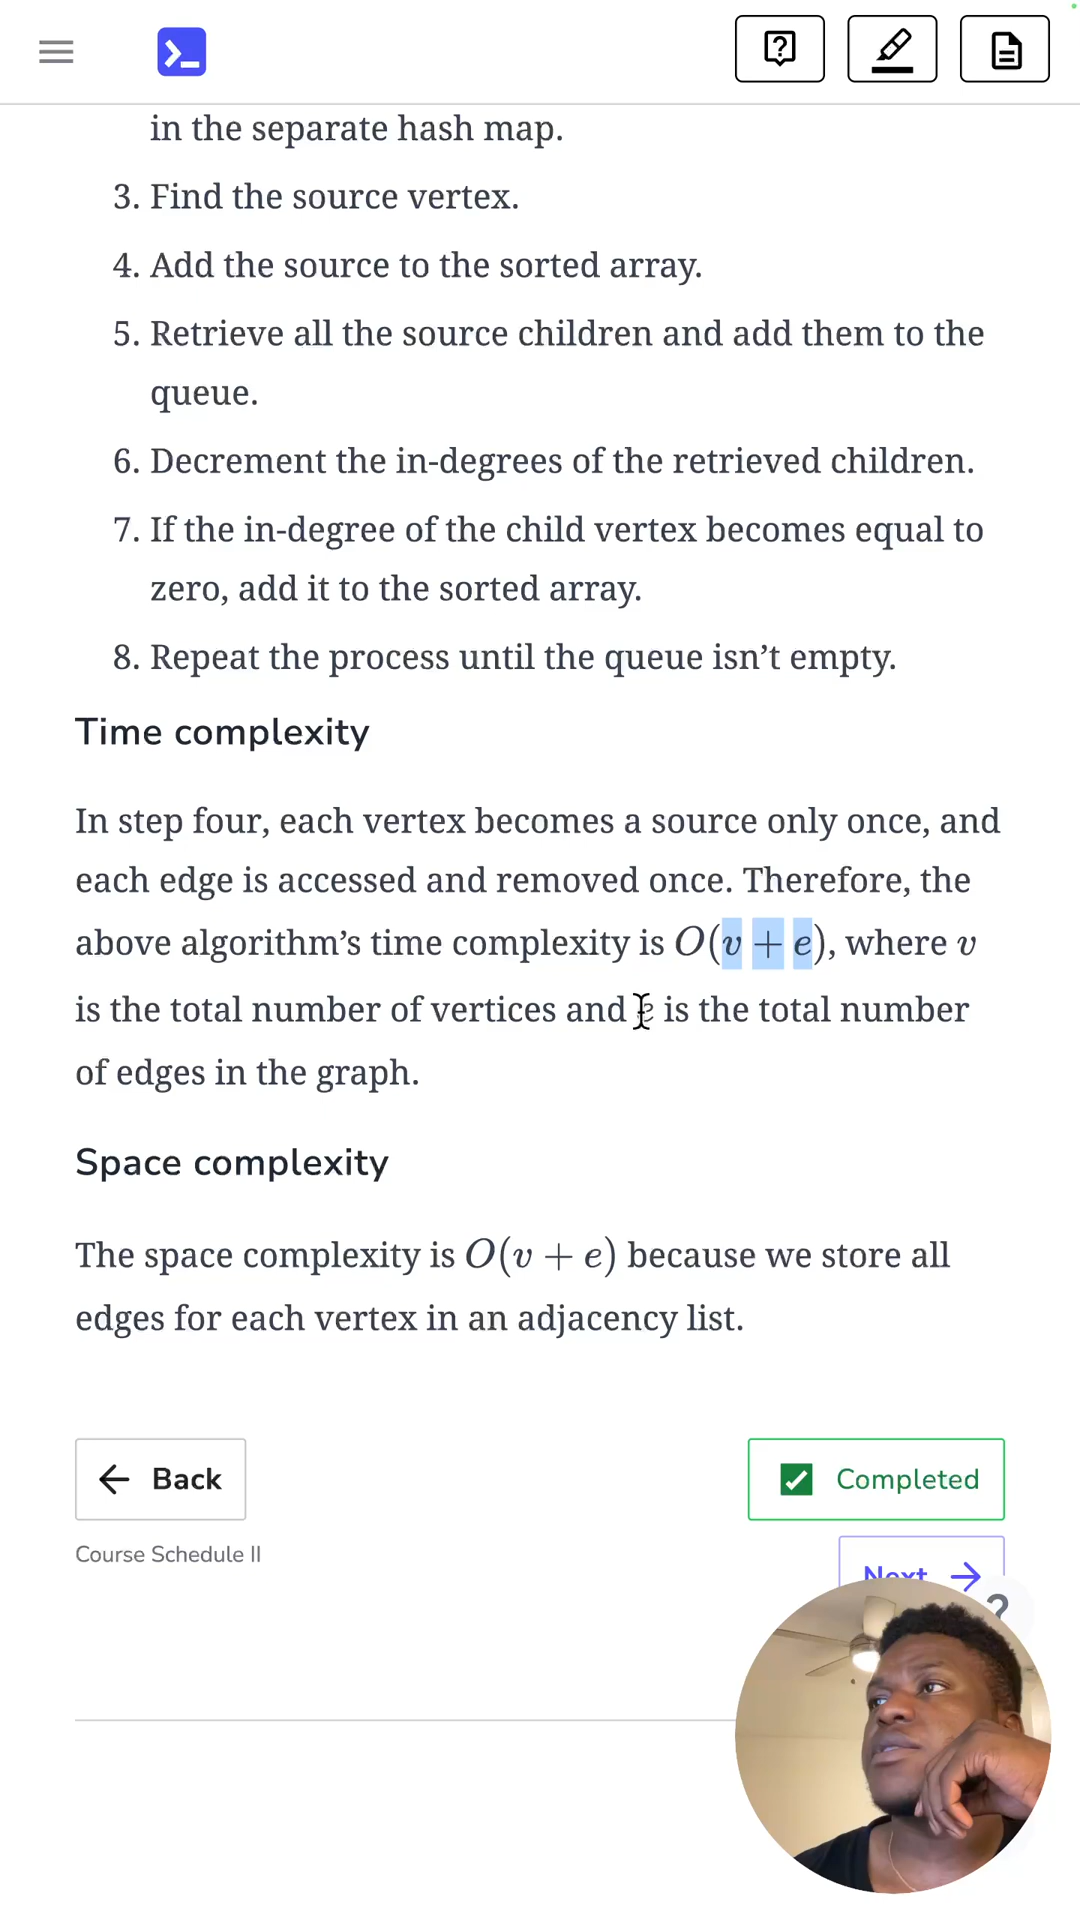 in the separate hash map.
3. Find the source vertex.
4. Add the source to the sorted array.
5. Retrieve all the source children and add them to the
queue.
6. Decrement the in-degrees of the retrieved children.
7. If the in-degree of the child vertex becomes equal to
zero, add it to the sorted array.
8. Repeat the process until the queue isn’t empty.
Time complexity
In step four, each vertex becomes a source only once, and
each edge is accessed and removed once. Therefore, the
above algorithm’s time complexity is O(v + e), where v
is the total number of vertices and e is the total number
of edges in the graph.
Space complexity
The space complexity is O(v + e) because we store all
edges for each vertex in an adjacency list.
← Back
Completed
Course Schedule II
Next →
?